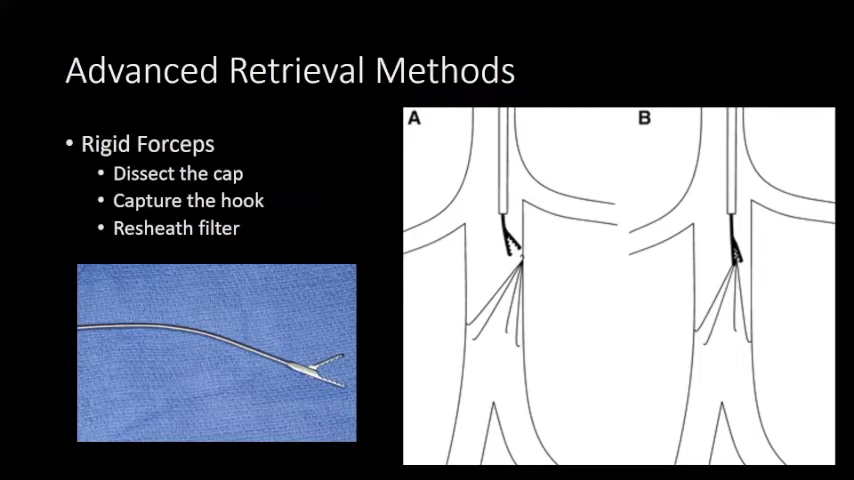 Advanced Retrieval Methods
• Rigid Forceps
• Dissect the cap
• Capture the hook
• Resheath filter
A
B